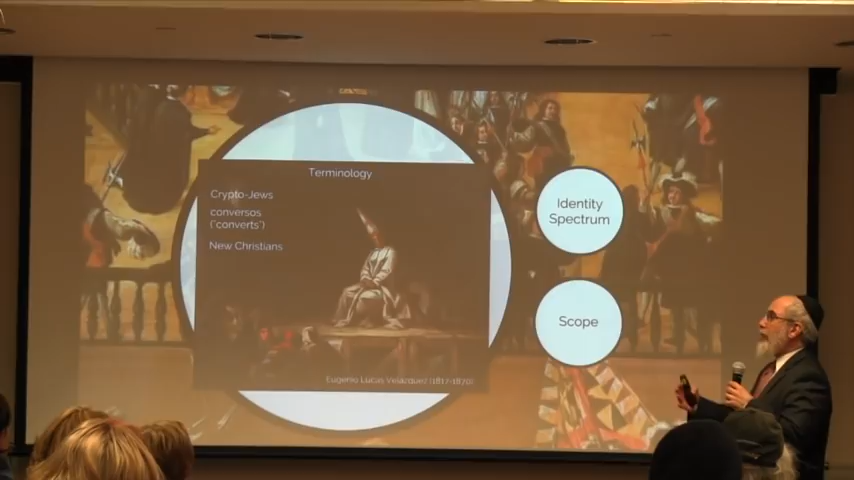 Terminology
Crypto-Jews
conversos
("converts")
New Christians
Eugenio Lucas Velázquez (1817-1870)
Identity
Spectrum
Scope